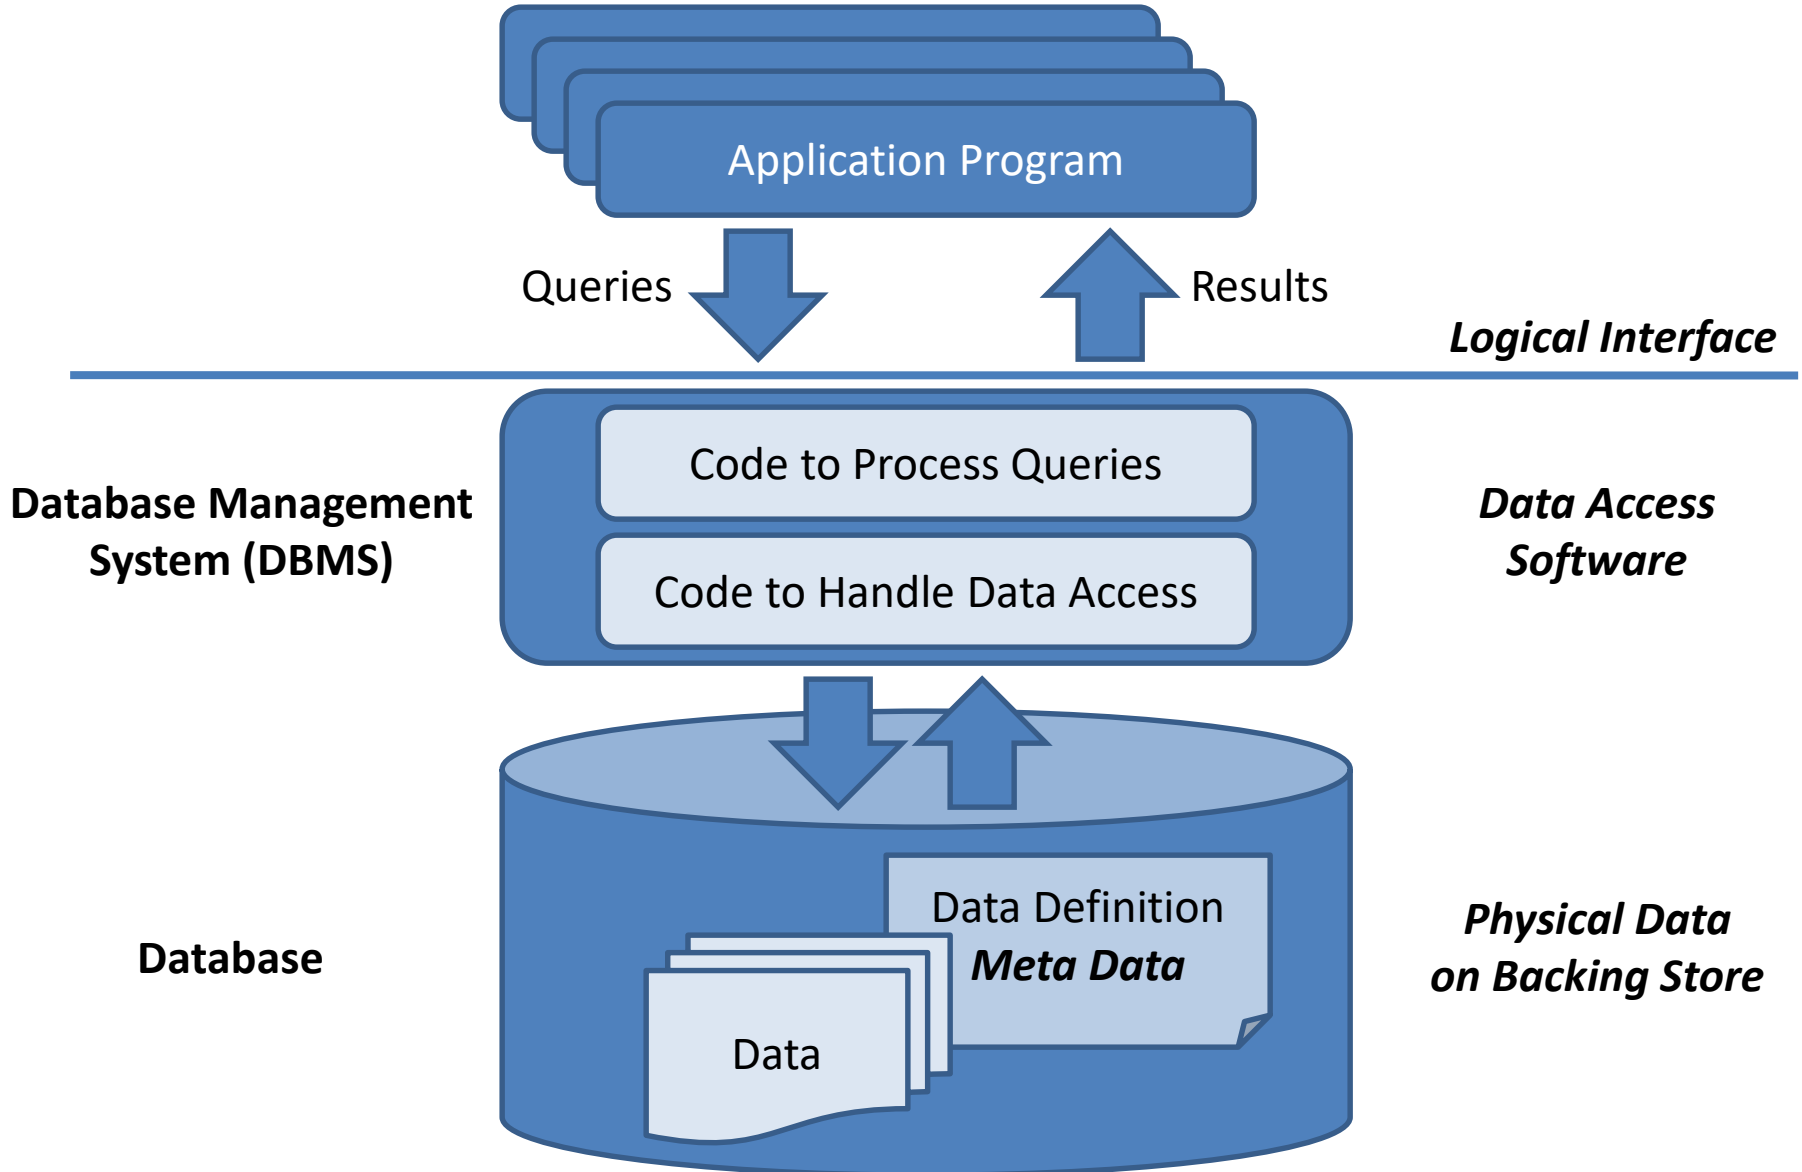 Application Program
Queries
Results
Logical Interface
Code to Process Queries
Database Management
System (DBMS)
Data Access
Software
Code to Handle Data Access
Data Definition
Meta Data
Database
Physical Data
on Backing Store
Data